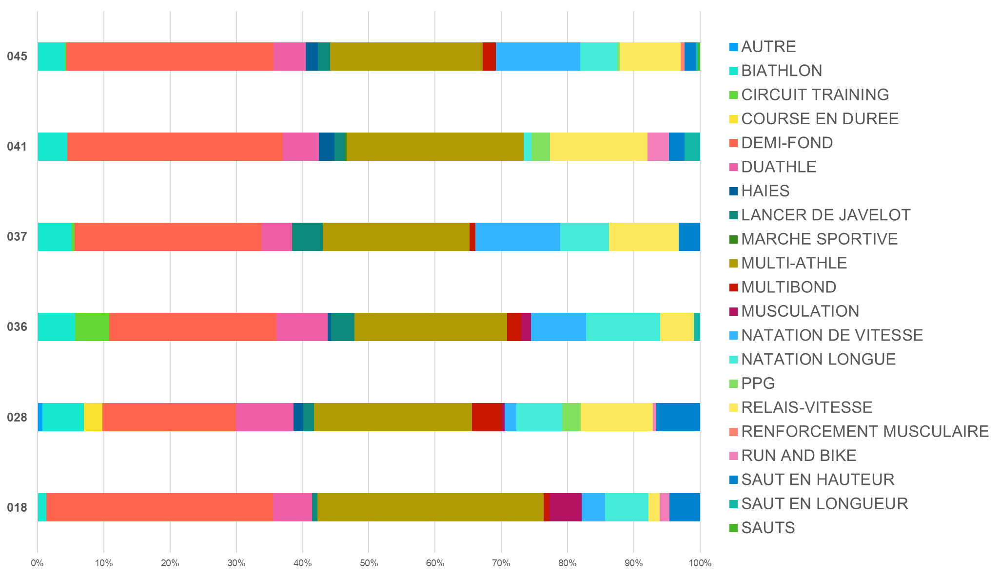 045
041
037
036
028
018
0% 10% 20% 30% 40% 50% 60% 70% 80% 90% 100%
AUTRE
BIATHLON
CIRCUIT TRAINING
COURSE EN DUREE
DEMI-FOND
DUATHLE
HAIES
LANCER DE JAVELOT
MARCHE SPORTIVE
MULTI-ATHLE
MULTIBOND
MUSCULATION
NATATION DE VITESSE
NATATION LONGUE
PPG
RELAIS-VITESSE
RENFORCEMENT MUSCULAIRE
RUN AND BIKE
SAUT EN HAUTEUR
SAUT EN LONGUEUR
SAUTS